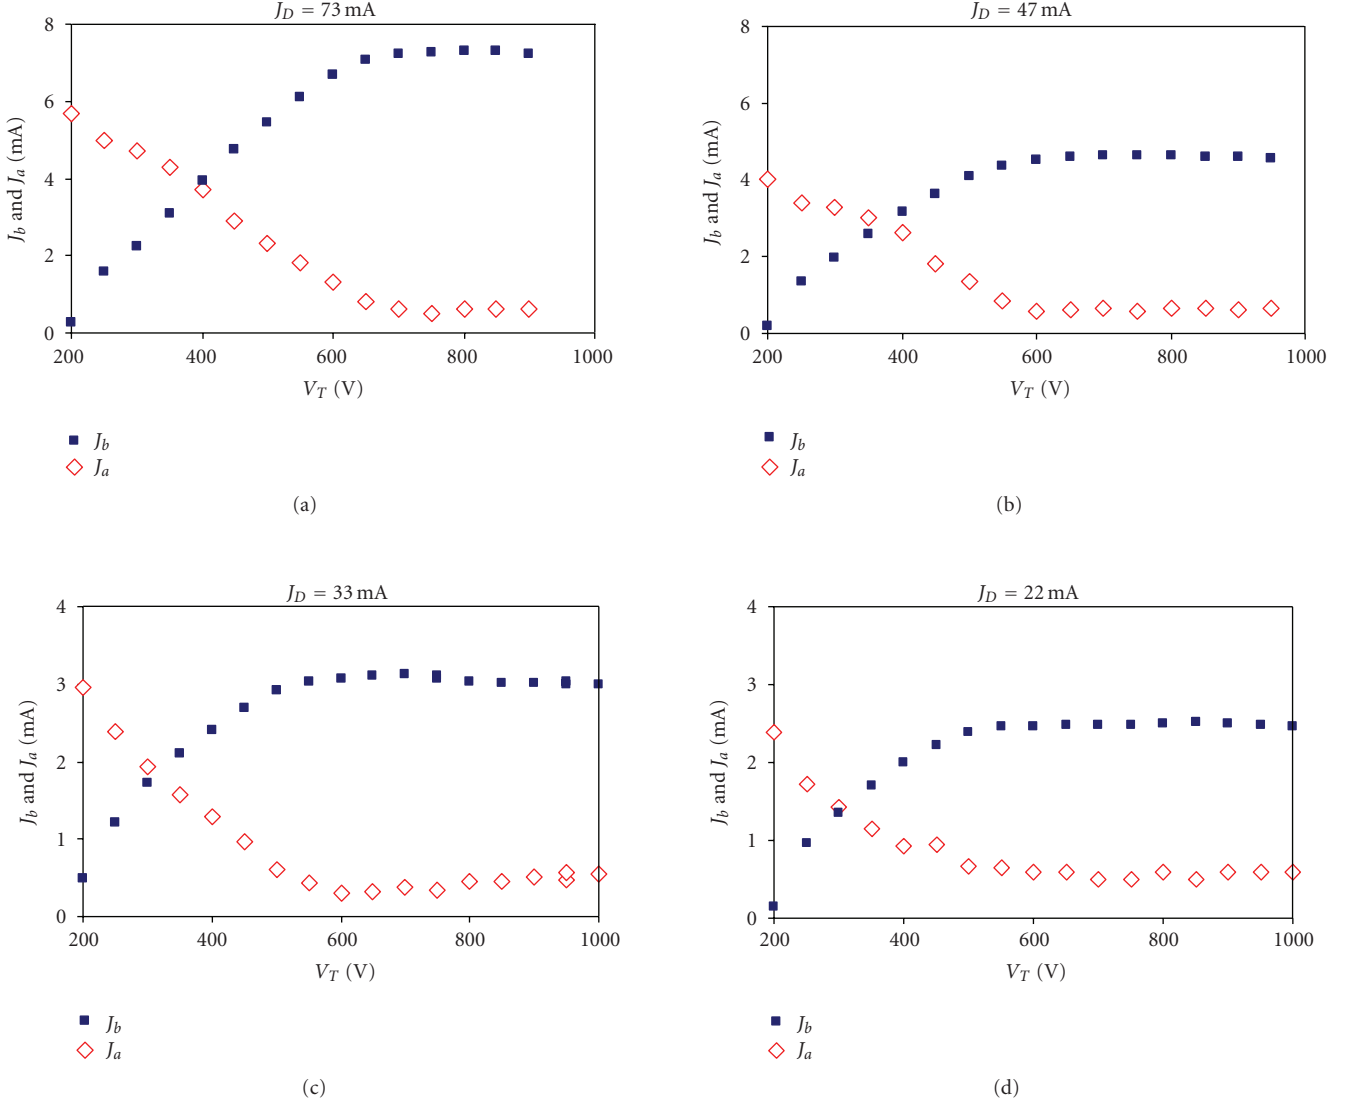 J_D = 73 mA
8
6
4
2
0
J_b and J_a (mA)
200 400 600 800 1000
V_T (V)
J_b
J_a
(a)
J_D = 47 mA
8
6
4
2
0
J_b and J_a (mA)
200 400 600 800 1000
V_T (V)
J_b
J_a
(b)
J_D = 33 mA
4
3
2
1
0
J_b and J_a (mA)
200 400 600 800 1000
V_T (V)
J_b
J_a
(c)
J_D = 22 mA
4
3
2
1
0
J_b and J_a (mA)
200 400 600 800 1000
V_T (V)
J_b
J_a
(d)